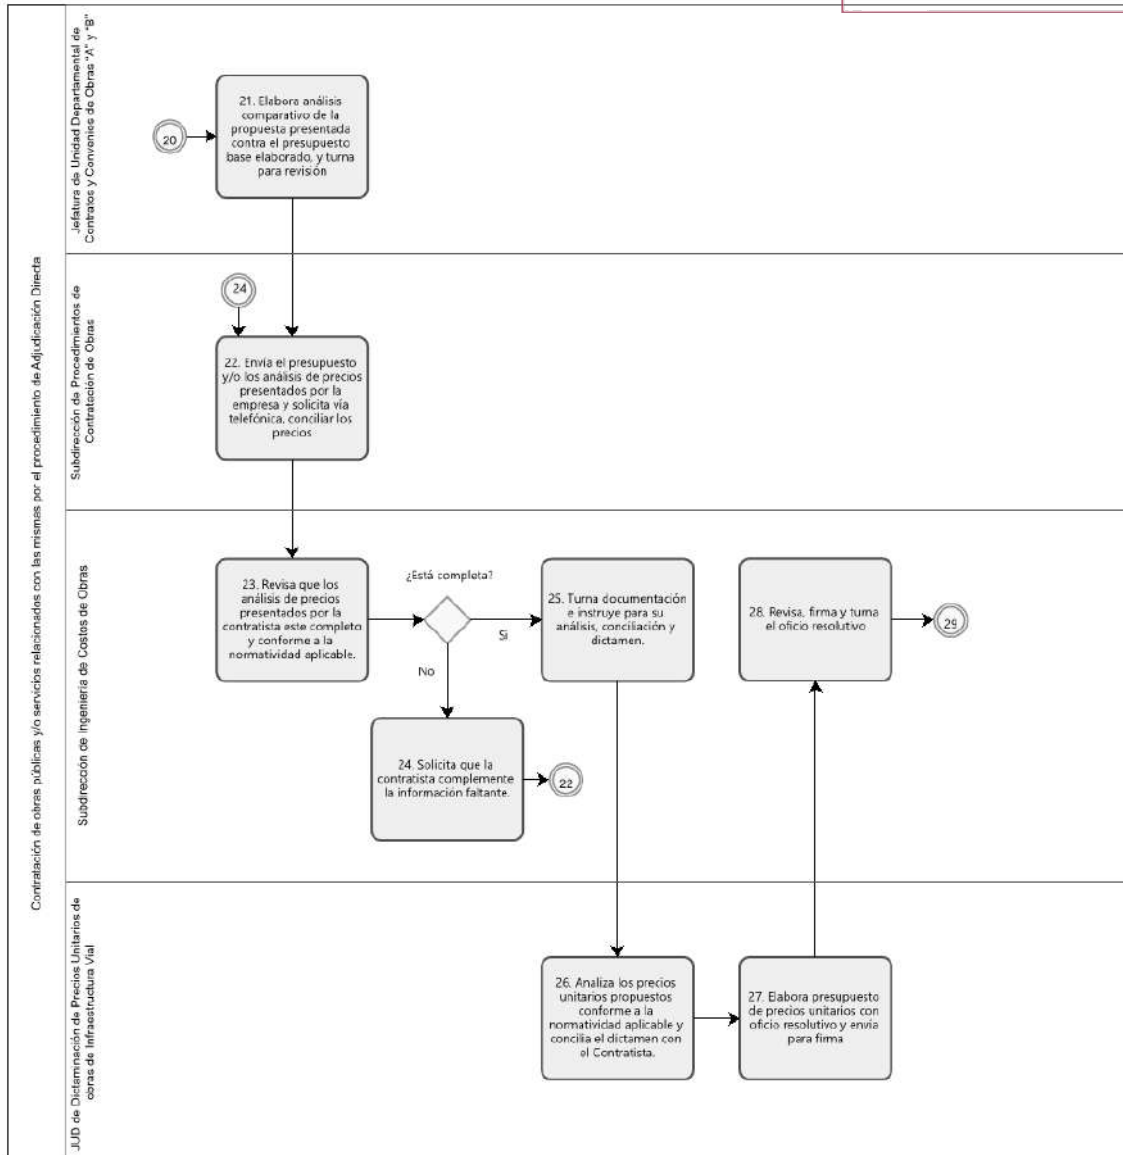 Contratación de obras públicas y/o servicios relacionados con las mismas por el procedimiento de Adjudicación Directa
Jefatura de Unidad Departamental de
Contratos y Convenios de Obras "A" y "B"
20
21. Elabora análisis
comparativo de la
propuesta presentada
contra el presupuesto
base elaborado, y turna
para revisión
Subdirección de Procedimientos de
Contratación de Obras
24
22. Envía el presupuesto
y/o los análisis de precios
presentados por la
empresa y solicita vía
telefónica, conciliar los
precios
Subdirección de Ingeniería de Costos de Obras
23. Revisa que los
análisis de precios
presentados por la
contratista este completo
y conforme a la
normatividad aplicable.
¿Está completa?
Si
No
24. Solicita que la
contratista complemente
la información faltante.
22
25. Turna documentación
e instruye para su
análisis, conciliación y
dictamen.
28. Revisa, firma y turna
el oficio resolutivo
29
JUD de Dictaminación de Precios Unitarios de
obras de Infraestructura Vial
26. Analiza los precios
unitarios propuestos
conforme a la
normatividad aplicable y
concilia el dictamen con
el Contratista.
27. Elabora presupuesto
de precios unitarios con
oficio resolutivo y envia
para firma